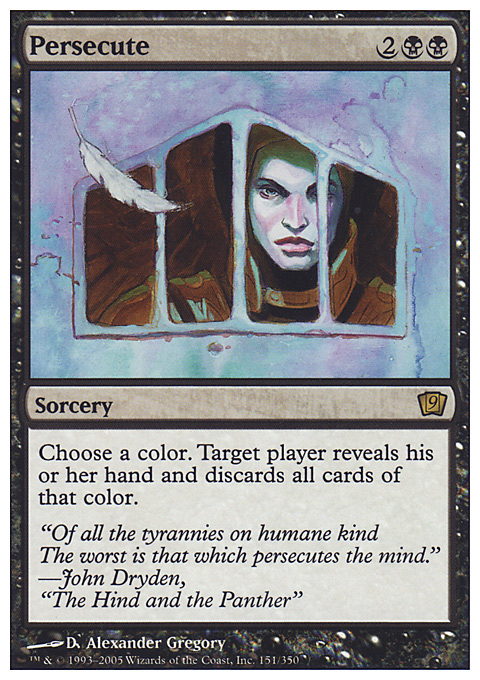 Persecute 2
Sorcery 9
Choose a color. Target player reveals his
or her hand and discards all cards of
that color.
“Of all the tyrannies on humane kind
The worst is that which persecutes the mind.”
—John Dryden,
“The Hind and the Panther”
D. Alexander Gregory
™ & © 1993–2005 Wizards of the Coast, Inc. 151/350